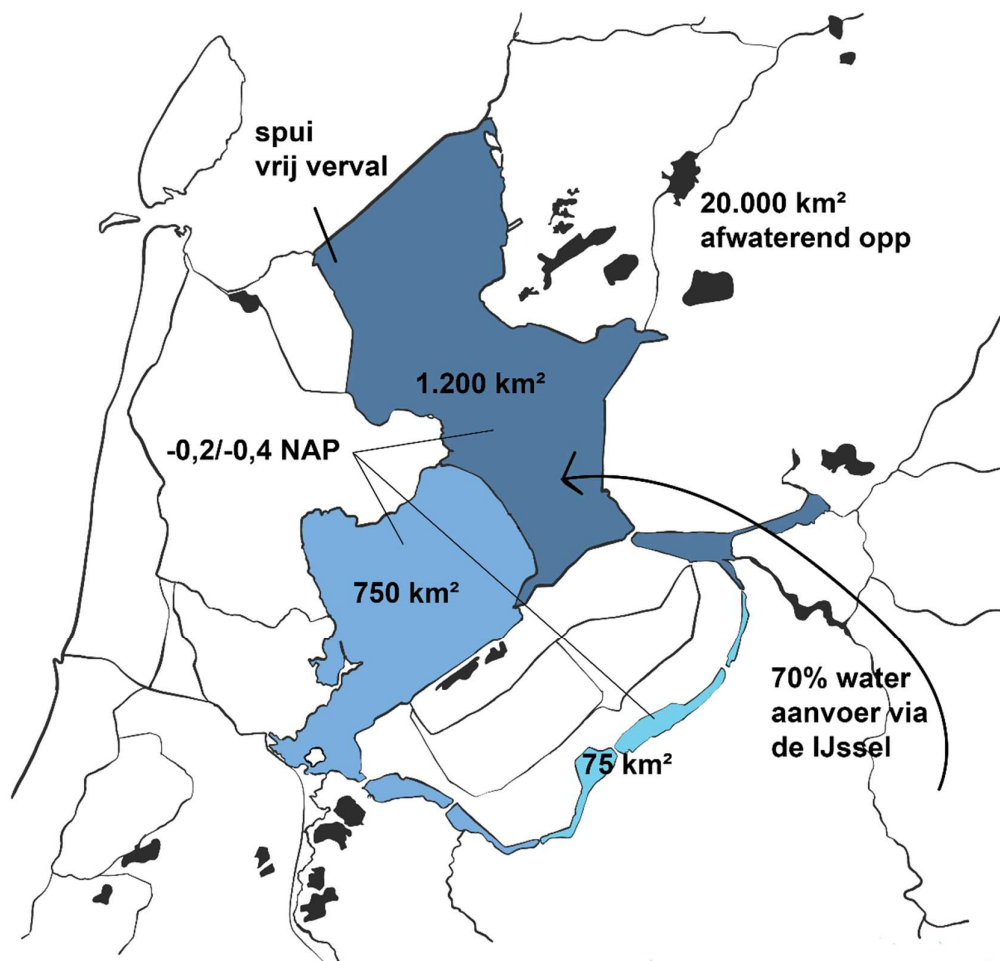 spui
vrij verval
20.000 km²
afwaterend opp
1.200 km²
-0,2/-0,4 NAP
750 km²
70% water
aanvoer via
de IJssel
75 km²